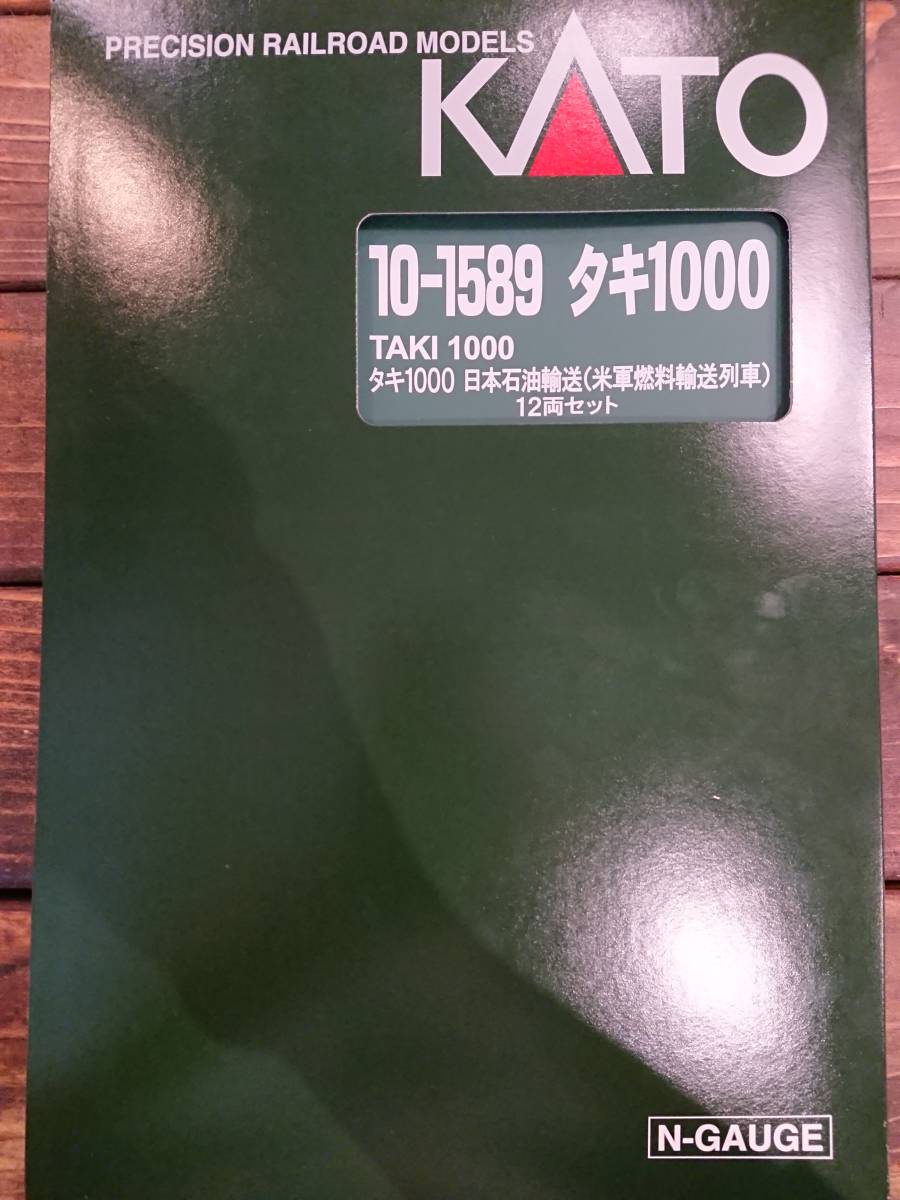 PRECISION RAILROAD MODELS
KATO
10-1589 タキ1000
TAKI 1000
タキ1000 日本石油輸送(米軍燃料輸送列車)
12両セット
N-GAUGE